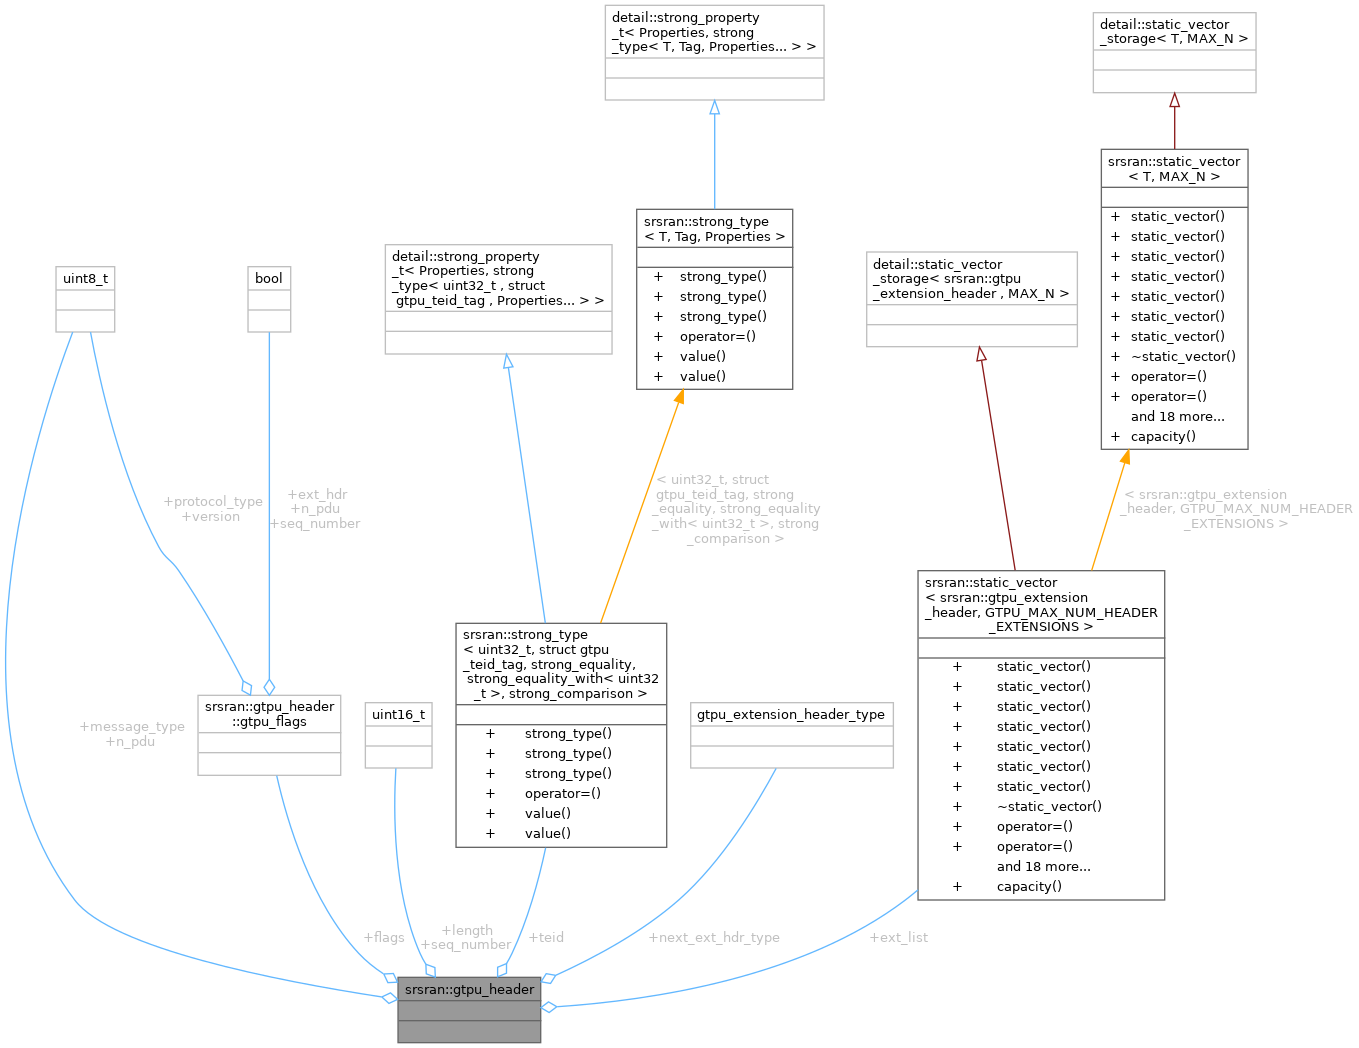 detail::strong_property
_t< Properties, strong
_type< T, Tag, Properties... > >
detail::static_vector
_storage< T, MAX_N >
srsran::static_vector
< T, MAX_N >
+ static_vector()
+ static_vector()
+ static_vector()
+ static_vector()
+ static_vector()
+ static_vector()
+ static_vector()
+ ~static_vector()
+ operator=()
+ operator=()
and 18 more...
+ capacity()
srsran::strong_type
< T, Tag, Properties >
+ strong_type()
+ strong_type()
+ strong_type()
+ operator=()
+ value()
+ value()
detail::strong_property
_t< Properties, strong
_type< uint32_t , struct
gtpu_teid_tag , Properties... > >
detail::static_vector
_storage< srsran::gtpu
_extension_header , MAX_N >
uint8_t
bool
< uint32_t, struct
gtpu_teid_tag, strong
_equality, strong_equality
_with< uint32_t >, strong
_comparison >
< srsran::gtpu_extension
_header, GTPU_MAX_NUM_HEADER
_EXTENSIONS >
+protocol_type
+version
+ext_hdr
+n_pdu
+seq_number
srsran::static_vector
< srsran::gtpu_extension
_header, GTPU_MAX_NUM_HEADER
_EXTENSIONS >
+ static_vector()
+ static_vector()
+ static_vector()
+ static_vector()
+ static_vector()
+ static_vector()
+ static_vector()
+ ~static_vector()
+ operator=()
+ operator=()
and 18 more...
+ capacity()
srsran::strong_type
< uint32_t, struct gtpu
_teid_tag, strong_equality,
strong_equality_with< uint32
_t >, strong_comparison >
+ strong_type()
+ strong_type()
+ strong_type()
+ operator=()
+ value()
+ value()
srsran::gtpu_header
::gtpu_flags
uint16_t
gtpu_extension_header_type
+message_type
+n_pdu
+flags
+length
+seq_number
+teid
+next_ext_hdr_type
+ext_list
srsran::gtpu_header